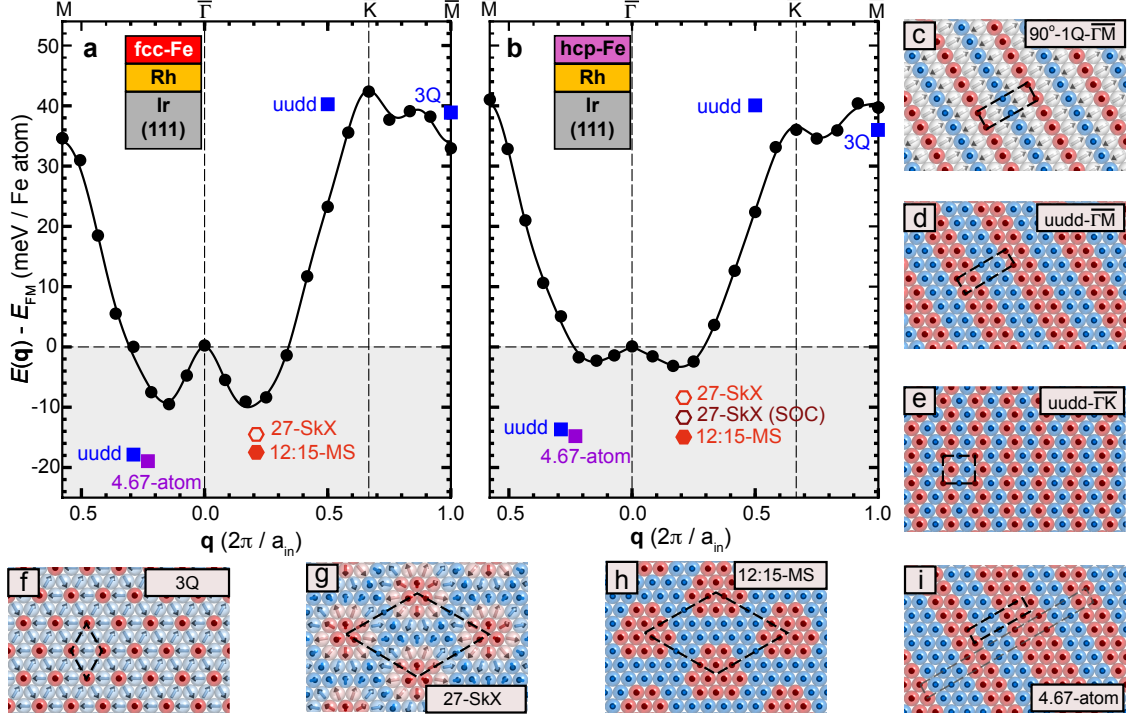 M Γ̅ K M̅
a
fcc-Fe
Rh
Ir
(111)
uudd
3Q
27-SkX
12:15-MS
uudd
4.67-atom
E(q) - E_FM (meV / Fe atom)
50
40
30
20
10
0
-10
-20
0.5 0.0 0.5 1.0
q (2π / a_in)
M Γ̅ K M
b
hcp-Fe
Rh
Ir
(111)
uudd
3Q
27-SkX
27-SkX (SOC)
12:15-MS
uudd
4.67-atom
0.5 0.0 0.5 1.0
q (2π / a_in)
c 90°-1Q-Γ̅M̅
d uudd-Γ̅M̅
e uudd-Γ̅K̅
f 3Q
g 27-SkX
h 12:15-MS
i 4.67-atom